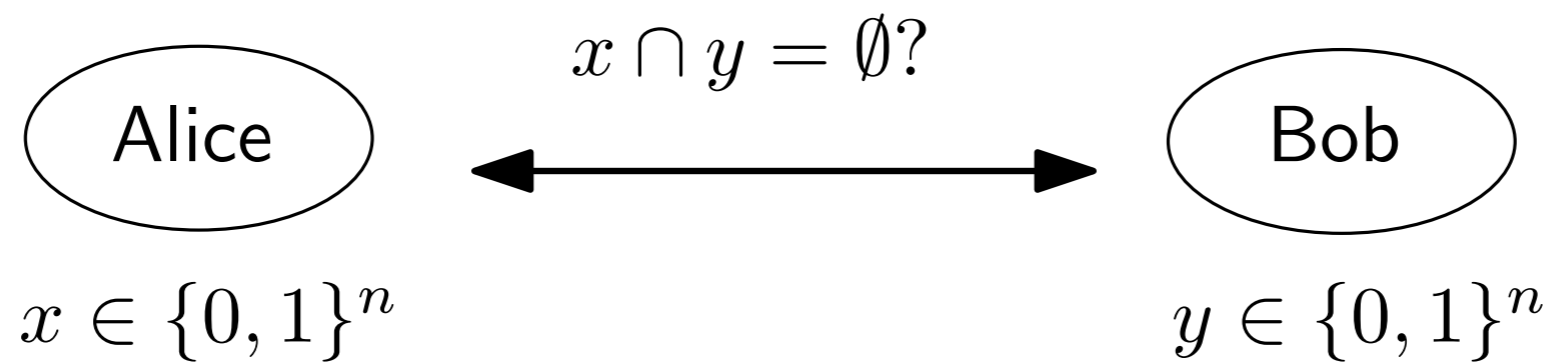 x ∩ y = ∅?
Alice
Bob
x ∈ {0, 1}ⁿ
y ∈ {0, 1}ⁿ